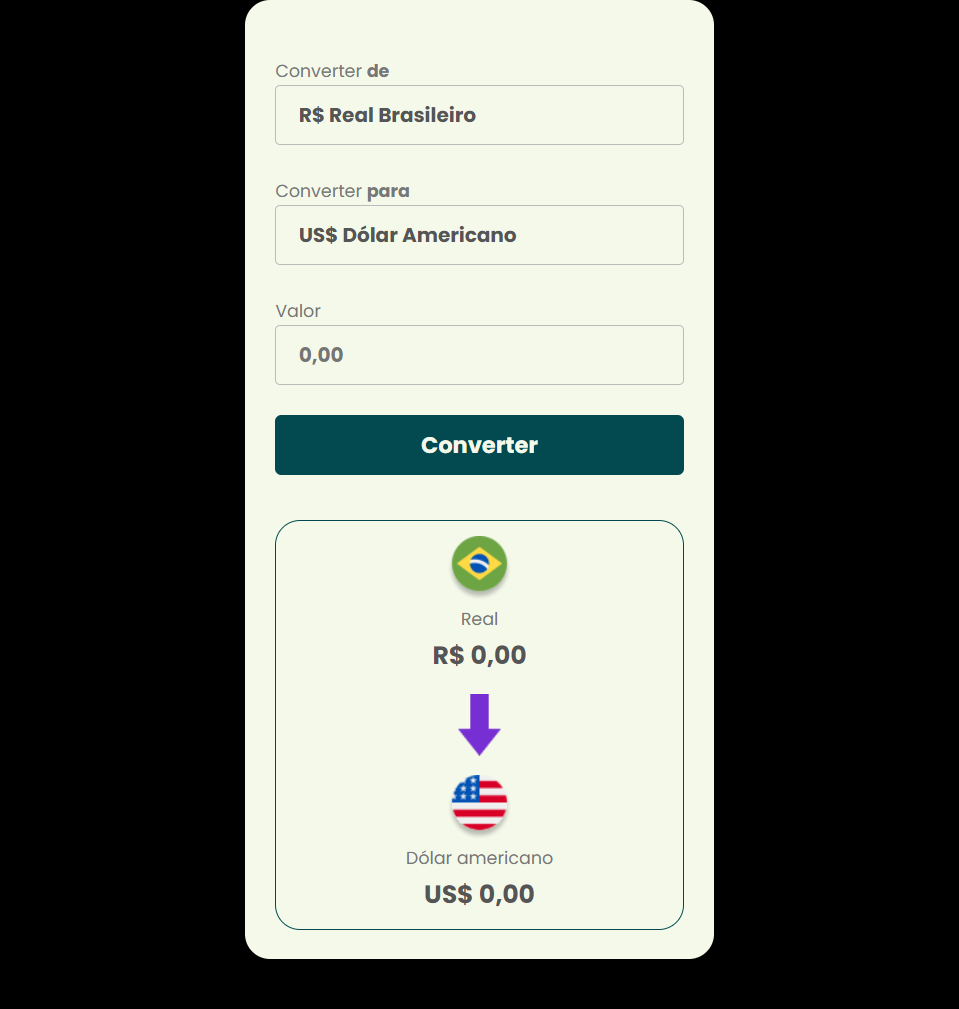 Converter de
R$ Real Brasileiro
Converter para
US$ Dólar Americano
Valor
0,00
Converter
Real
R$ 0,00
Dólar americano
US$ 0,00